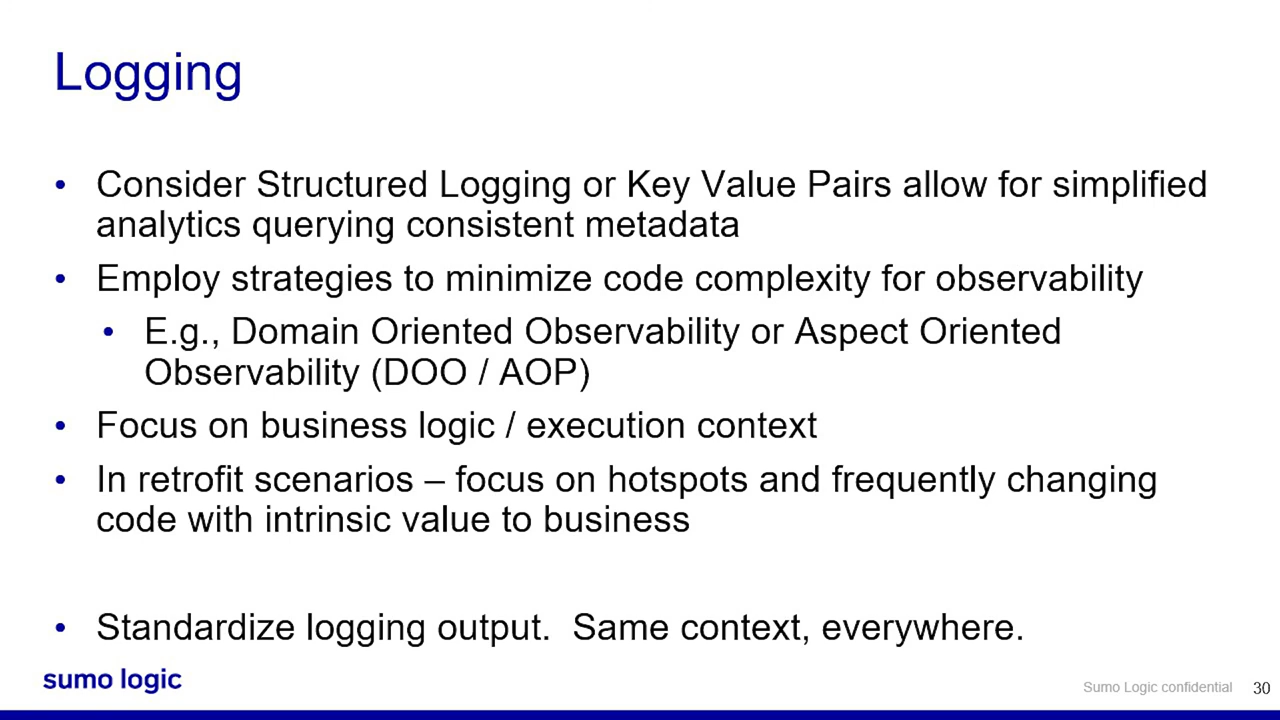 Logging
• Consider Structured Logging or Key Value Pairs allow for simplified
analytics querying consistent metadata
• Employ strategies to minimize code complexity for observability
• E.g., Domain Oriented Observability or Aspect Oriented
Observability (DOO / AOP)
• Focus on business logic / execution context
• In retrofit scenarios – focus on hotspots and frequently changing
code with intrinsic value to business
• Standardize logging output.  Same context, everywhere.
sumo logic
Sumo Logic confidential 30